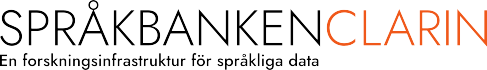 SPRÅKBANKENCLARIN
En forskningsinfrastruktur för språkliga data